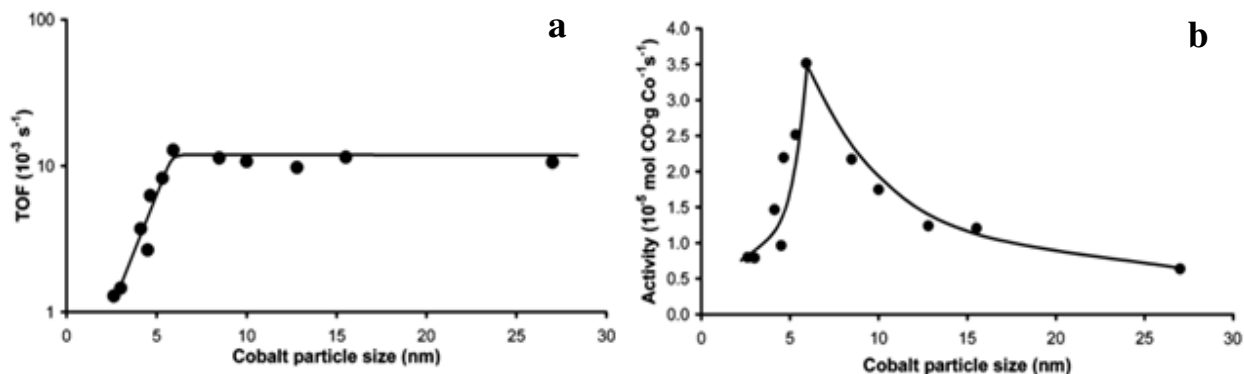 a
100
10
1
TOF (10⁻³ s⁻¹)
0 5 10 15 20 25 30
Cobalt particle size (nm)
b
4.0
3.5
3.0
2.5
2.0
1.5
1.0
0.5
0.0
Activity (10⁻⁵ mol CO·g Co⁻¹s⁻¹)
0 5 10 15 20 25 30
Cobalt particle size (nm)